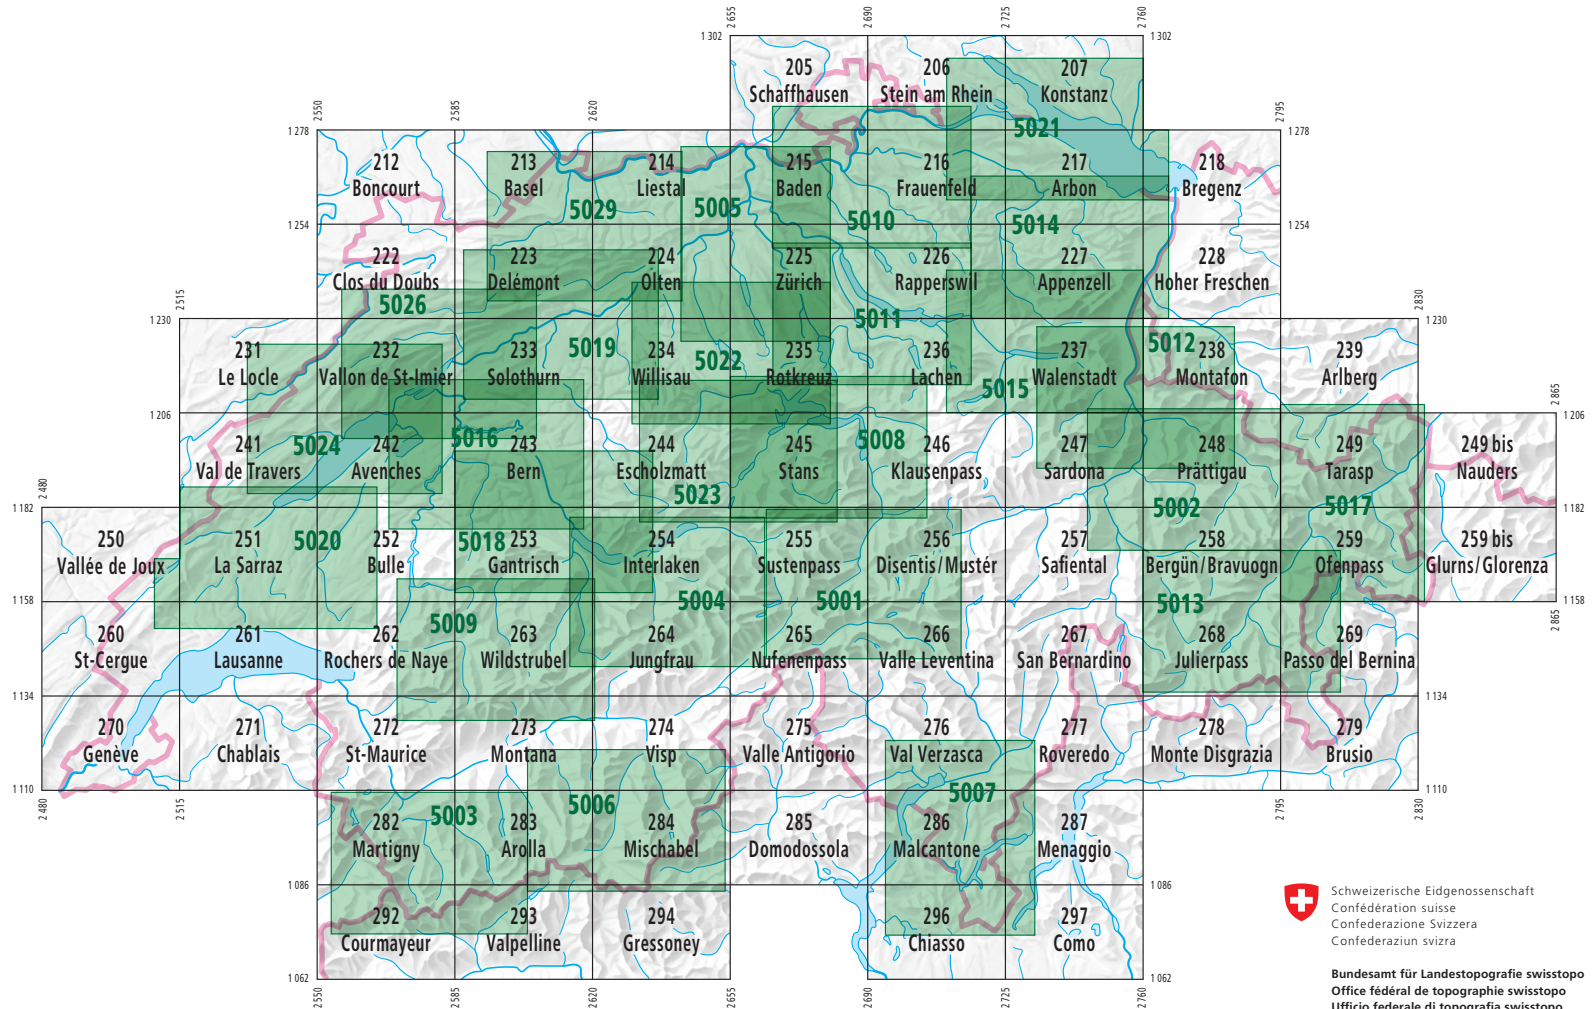 2 655
2 690
2 725
2 760
1 302
1 302
205
Schaffhausen
206
Stein am Rhein
207
Konstanz
5021
2 550
2 585
2 620
2 795
1 278
1 278
212
Boncourt
213
Basel
214
Liestal
215
Baden
216
Frauenfeld
217
Arbon
218
Bregenz
5029
5005
5010
5014
1 254
1 254
222
Clos du Doubs
223
Delémont
224
Olten
225
Zürich
226
Rapperswil
227
Appenzell
228
Hoher Freschen
2 515
5026
2 830
1 230
5019
5022
5011
5015
5012
1 230
231
Le Locle
232
Vallon de St-Imier
233
Solothurn
234
Willisau
235
Rotkreuz
236
Lachen
237
Walenstadt
238
Montafon
239
Arlberg
2 865
1 206
1 206
5024
5016
5008
241
Val de Travers
242
Avenches
243
Bern
244
Escholzmatt
245
Stans
246
Klausenpass
247
Sardona
248
Prättigau
249
Tarasp
249 bis
Nauders
2 480
5023
5002
5017
1 182
1 182
250
Vallée de Joux
251
La Sarraz
5020
252
Bulle
5018
253
Gantrisch
254
Interlaken
255
Sustenpass
256
Disentis/Mustér
257
Safiental
258
Bergün/Bravuogn
259
Ofenpass
259 bis
Glurns/Glorenza
1 158
1 158
5009
5004
5001
5013
2 865
260
St-Cergue
261
Lausanne
262
Rochers de Naye
263
Wildstrubel
264
Jungfrau
265
Nufenenpass
266
Valle Leventina
267
San Bernardino
268
Julierpass
269
Passo del Bernina
1 134
1 134
270
Genève
271
Chablais
272
St-Maurice
273
Montana
274
Visp
275
Valle Antigorio
276
Val Verzasca
277
Roveredo
278
Monte Disgrazia
279
Brusio
1 110
1 110
2 480
2 515
5003
5006
5007
2 795
2 830
282
Martigny
283
Arolla
284
Mischabel
285
Domodossola
286
Malcantone
287
Menaggio
1 086
1 086
292
Courmayeur
293
Valpelline
294
Gressoney
296
Chiasso
297
Como
1 062
1 062
2 550
2 585
2 620
2 655
2 690
2 725
2 760
Schweizerische Eidgenossenschaft
Confédération suisse
Confederazione Svizzera
Confederaziun svizra
Bundesamt für Landestopografie swisstopo
Office fédéral de topographie swisstopo
Ufficio federale di topografia swisstopo